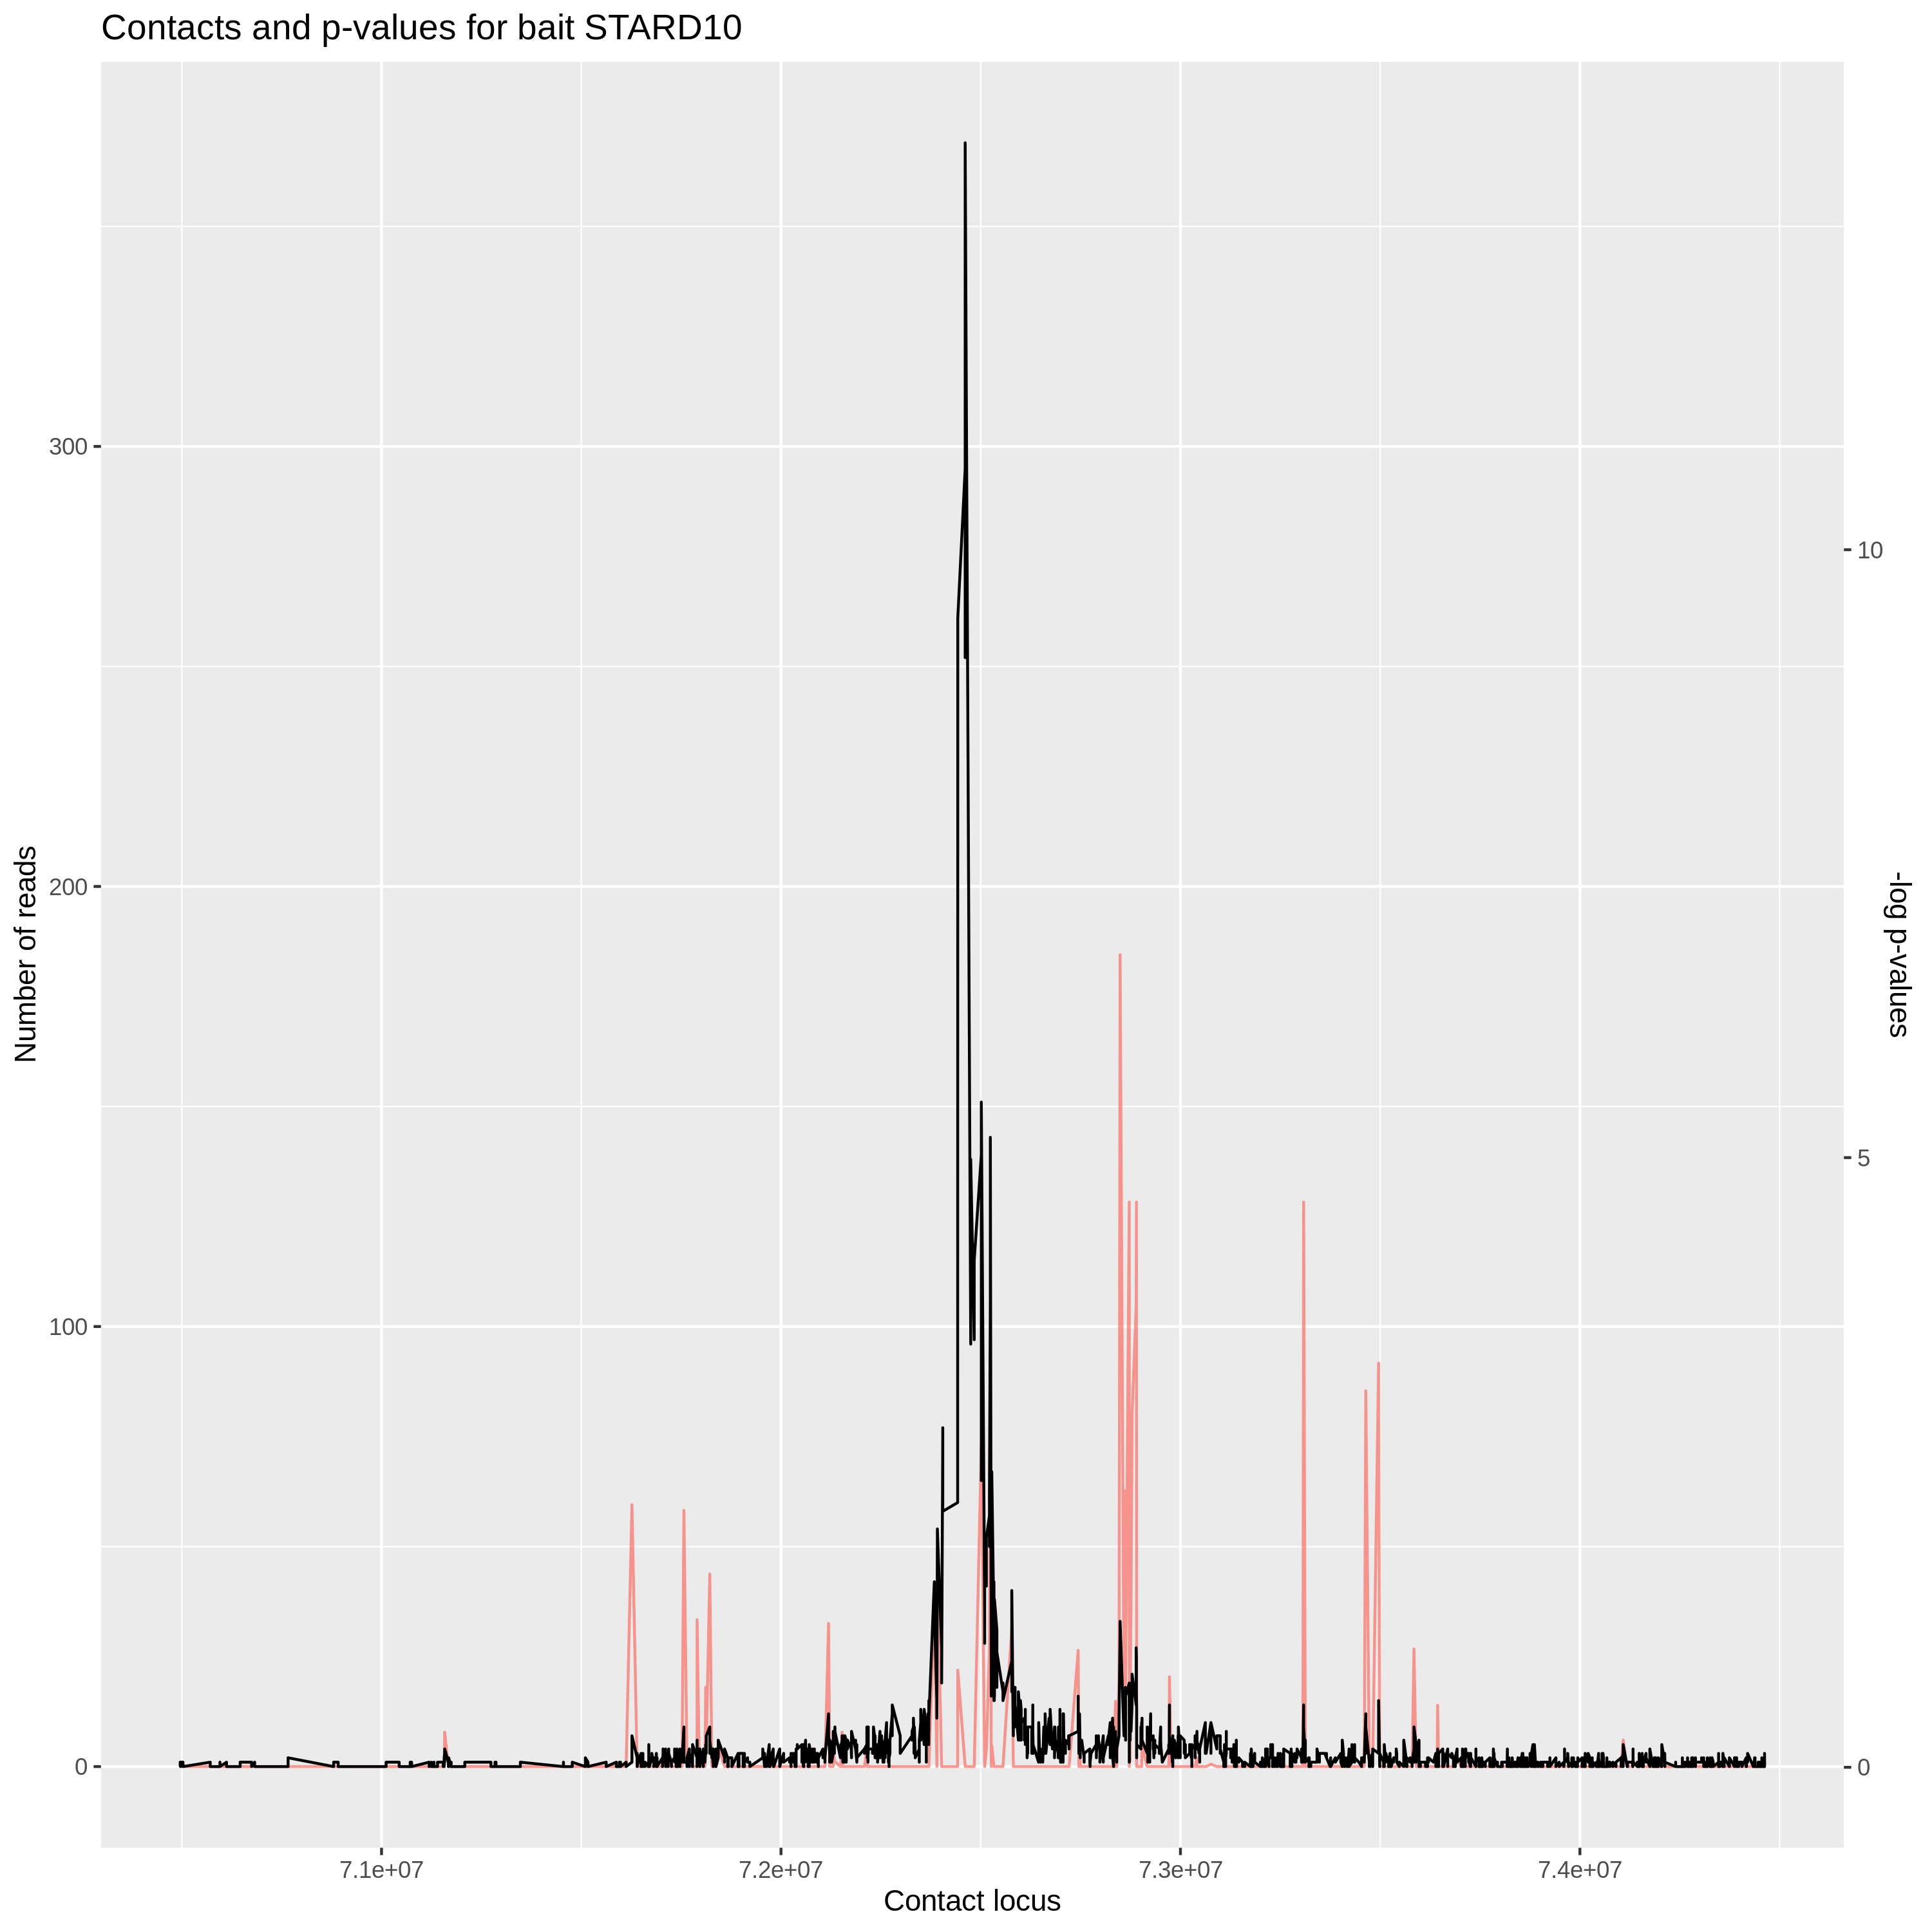 Contacts and p-values for bait STARD10
300
200
100
0
Number of reads
10
5
0
-log p-values
7.1e+07
7.2e+07
7.3e+07
7.4e+07
Contact locus